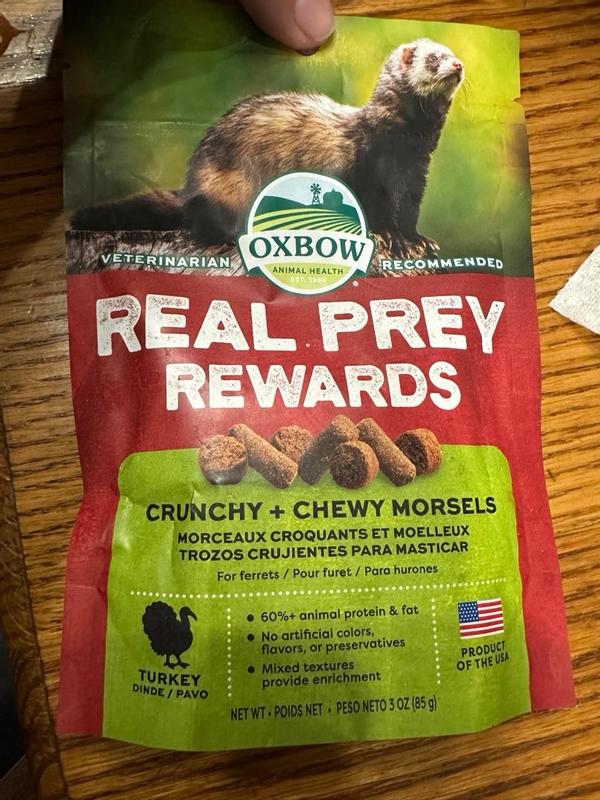 VETERINARIAN
OXBOW
ANIMAL HEALTH
EST. 1980
®
RECOMMENDED
REAL PREY
REWARDS
CRUNCHY + CHEWY MORSELS
MORCEAUX CROQUANTS ET MOELLEUX
TROZOS CRUJIENTES PARA MASTICAR
For ferrets / Pour furet / Para hurones
TURKEY
DINDE / PAVO
• 60%+ animal protein & fat
• No artificial colors,
flavors, or preservatives
• Mixed textures
provide enrichment
PRODUCT
OF THE USA
NET WT • POIDS NET • PESO NETO 3 OZ (85 g)